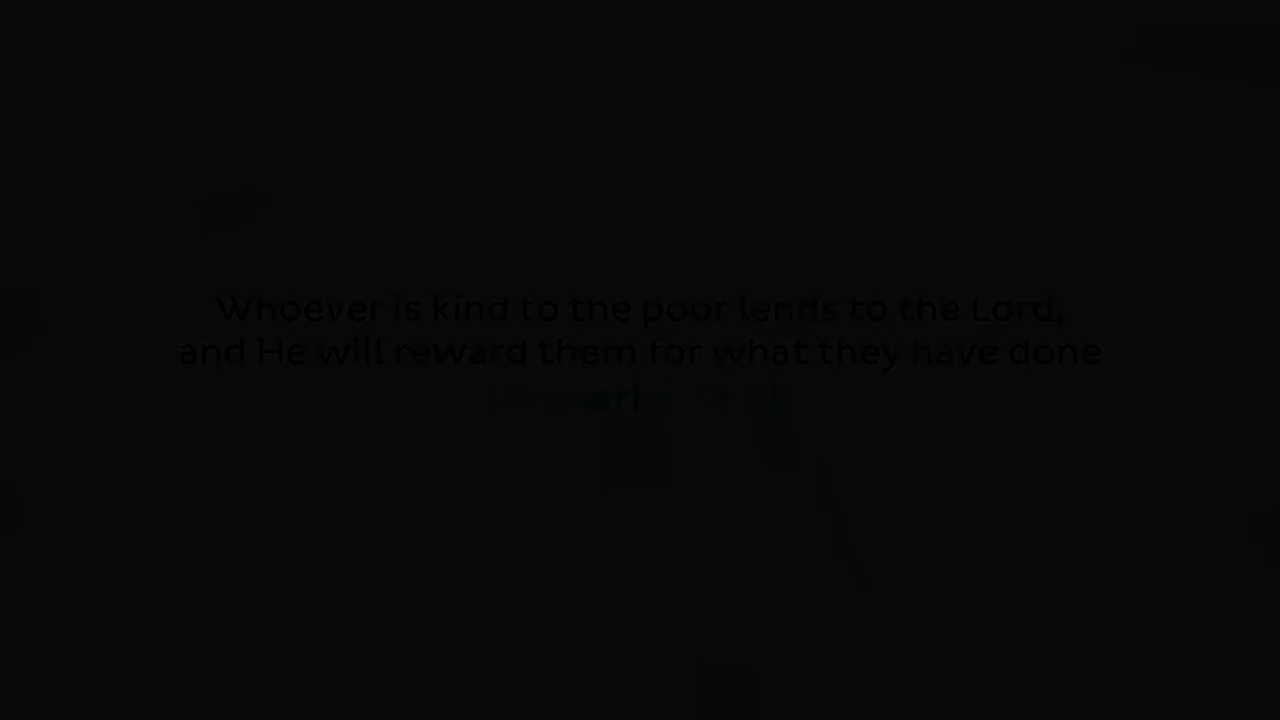 Whoever is kind to the poor lends to the Lord,
and He will reward them for what they have done